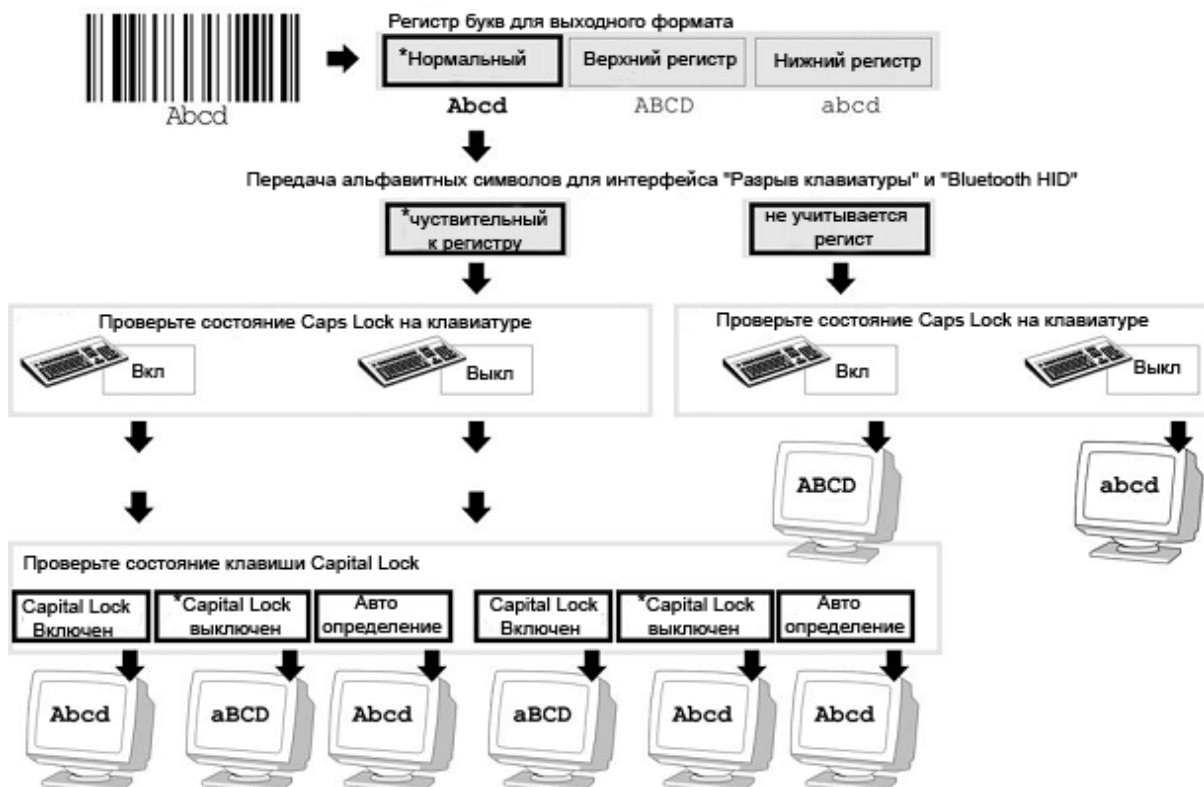 Регистр букв для выходного формата
*Нормальный Верхний регистр Нижний регистр
Abcd Abcd ABCD abcd
Передача альфавитных символов для интерфейса "Разрыв клавиатуры" и "Bluetooth HID"
*чуствительный не учитывается
к регистру регист
Проверьте состояние Caps Lock на клавиатуре Проверьте состояние Caps Lock на клавиатуре
Вкл Выкл Вкл Выкл
ABCD abcd
Проверьте состояние клавиши Capital Lock
Capital Lock *Capital Lock Авто Capital Lock *Capital Lock Авто
Включен выключен определение Включен выключен определение
Abcd aBCD Abcd aBCD Abcd Abcd